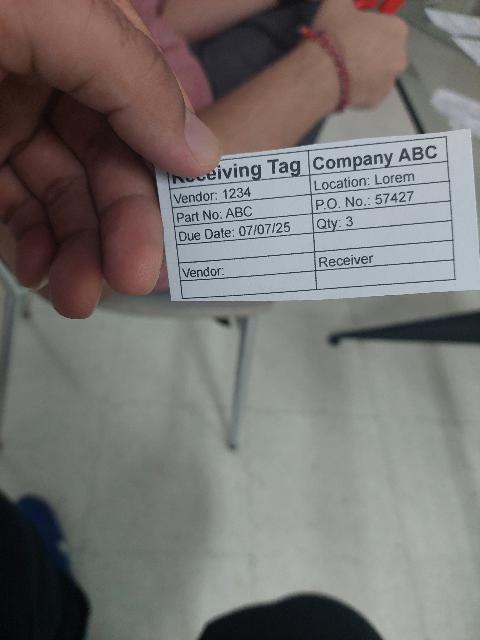 Receiving Tag Company ABC
Vendor: 1234 Location: Lorem
Part No: ABC P.O. No.: 57427
Due Date: 07/07/25 Qty: 3
Vendor: Receiver